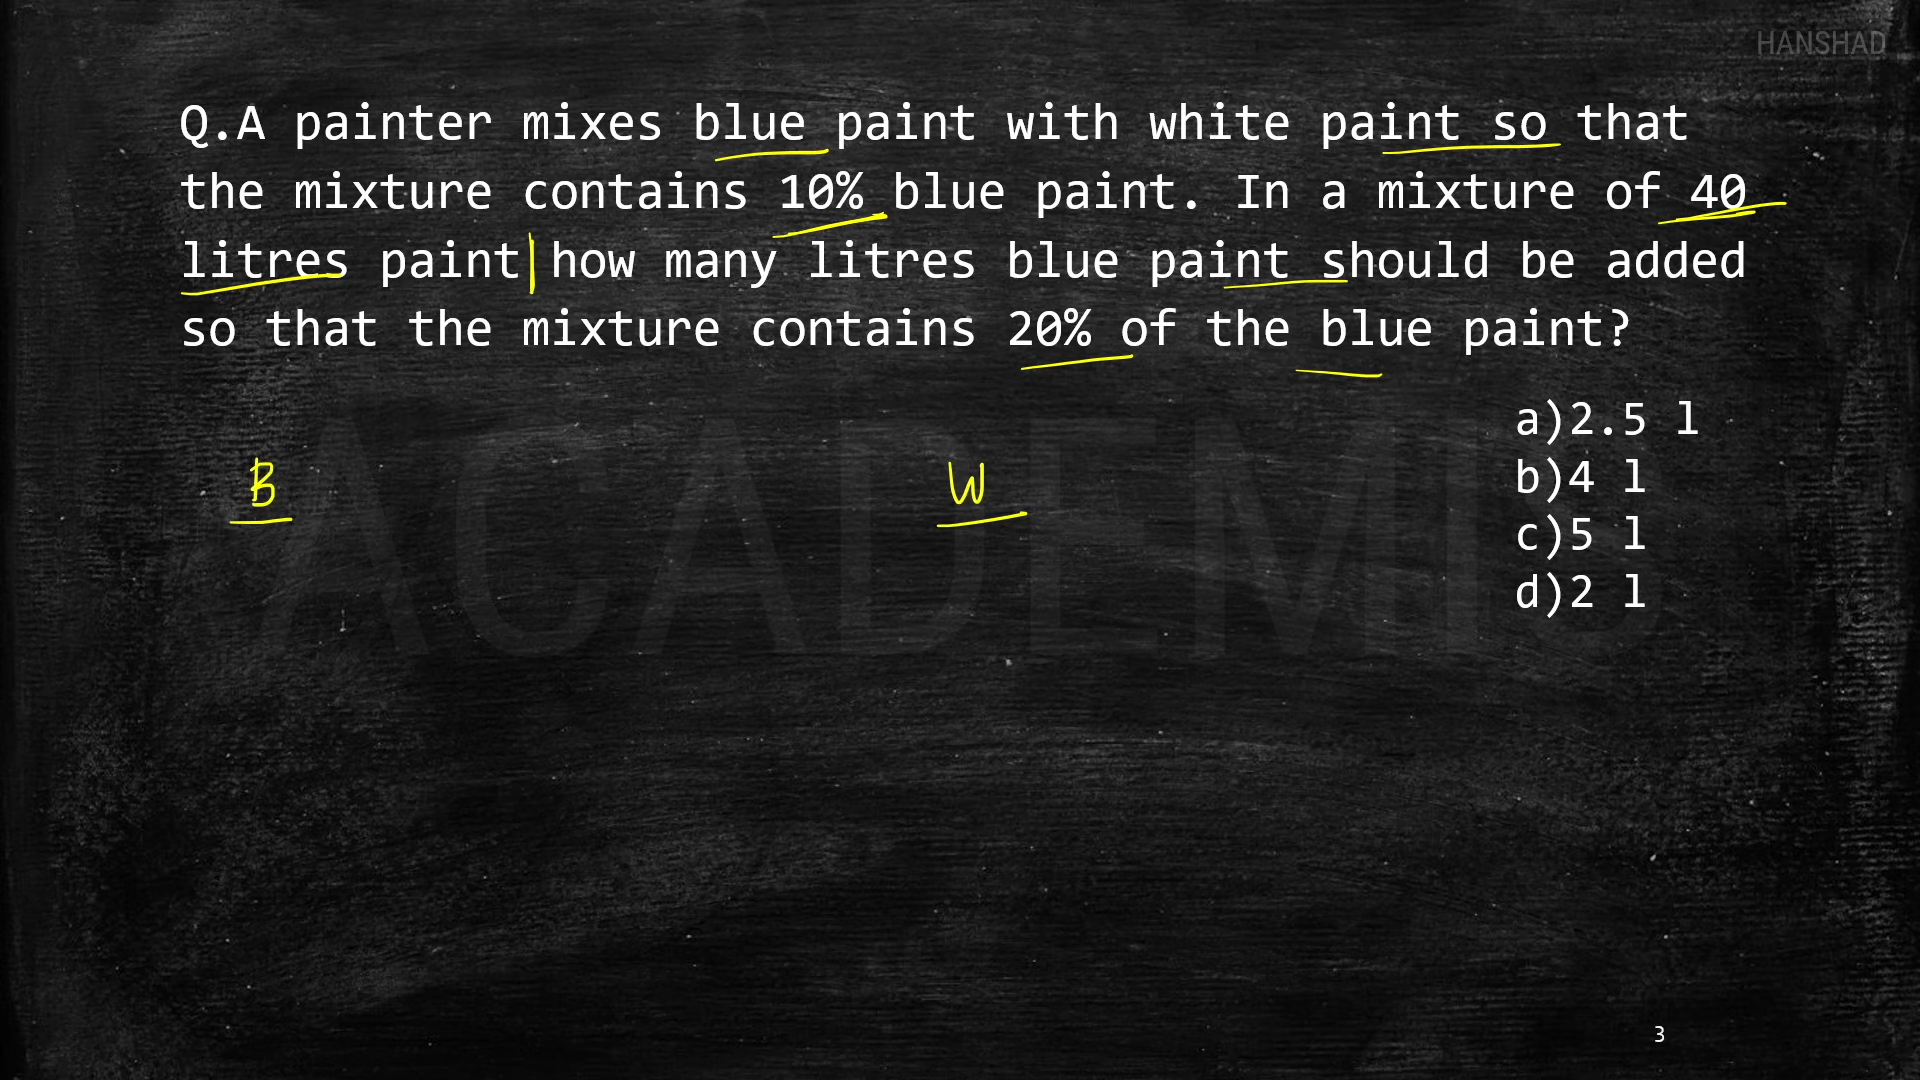 HANSHAD
Q.A painter mixes blue paint with white paint so that
the mixture contains 10% blue paint. In a mixture of 40
litres paint how many litres blue paint should be added
so that the mixture contains 20% of the blue paint?
a)2.5 l
b)4 l
c)5 l
d)2 l
B W
ACADEMIC
3